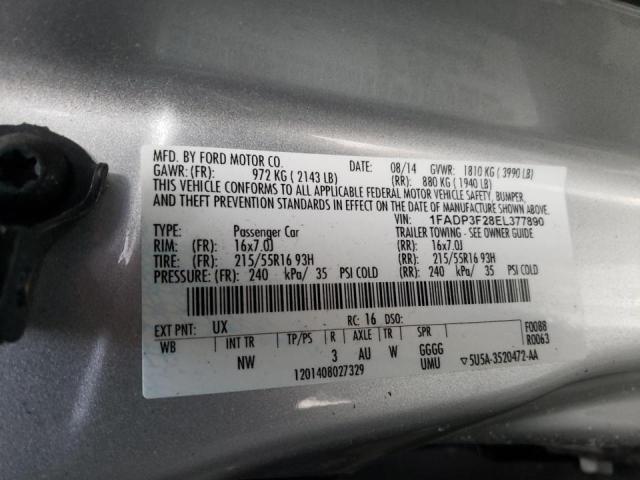 MFD. BY FORD MOTOR CO. 08/14 GVWR: 1810 KG ( 3990 LB)
GAWR: (FR): 972 KG ( 2143 LB) (RR): 880 KG ( 1940 LB)
THIS VEHICLE CONFORMS TO ALL APPLICABLE FEDERAL MOTOR VEHICLE SAFETY, BUMPER,
AND THEFT PREVENTION STANDARDS IN EFFECT ON THE DATE OF MANUFACTURE SHOWN ABOVE.
VIN: 1FADP3F28EL377890
TYPE: Passenger Car TRAILER TOWING - SEE OWNER GUIDE
RIM: (FR): 16x7.0J (RR): 16x7.0J
TIRE: (FR): 215/55R16 93H (RR): 215/55R16 93H
PRESSURE: (FR): 240 kPa/ 35 PSI COLD (RR): 240 kPa/ 35 PSI COLD
EXT PNT: UX RC: 16 DSO: F0088
WB INT TR TP/PS R AXLE TR SPR R0063
NW 3 AU W GGGG ▽5U5A-3520472-AA
UMU
1201408027329